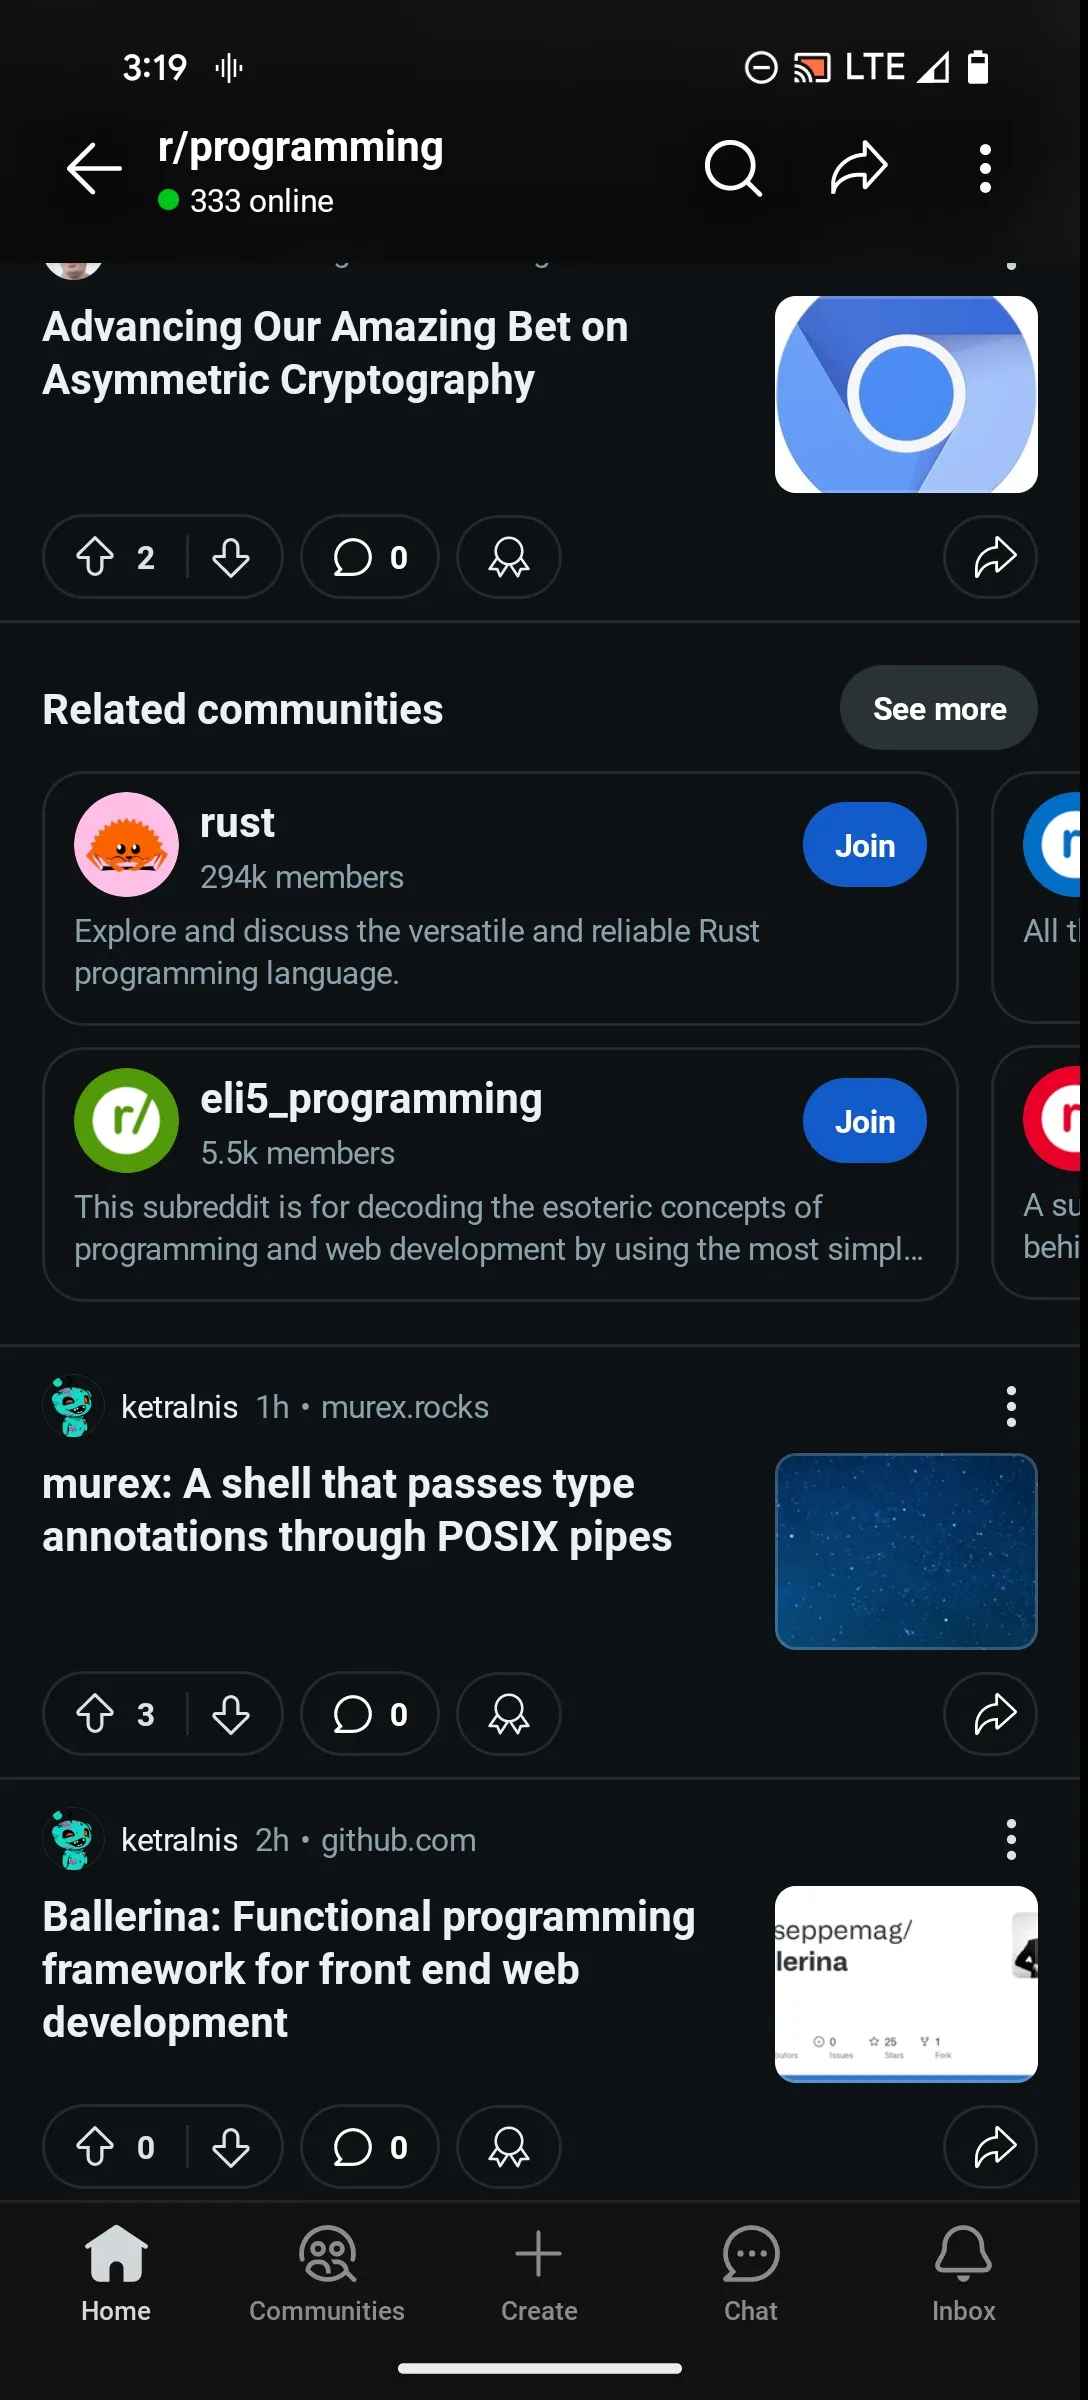 3:19
LTE
r/programming
333 online
Advancing Our Amazing Bet on
Asymmetric Cryptography
2
0
Related communities
See more
rust
294k members
Join
Explore and discuss the versatile and reliable Rust
programming language.
All t
eli5_programming
5.5k members
Join
This subreddit is for decoding the esoteric concepts of
programming and web development by using the most simpl…
A su
behi
ketralnis 1h • murex.rocks
murex: A shell that passes type
annotations through POSIX pipes
3
0
ketralnis 2h • github.com
Ballerina: Functional programming
framework for front end web
development
seppemag/
lerina
0
25
1
Issues
Stars
Fork
0
0
Home
Communities
Create
Chat
Inbox